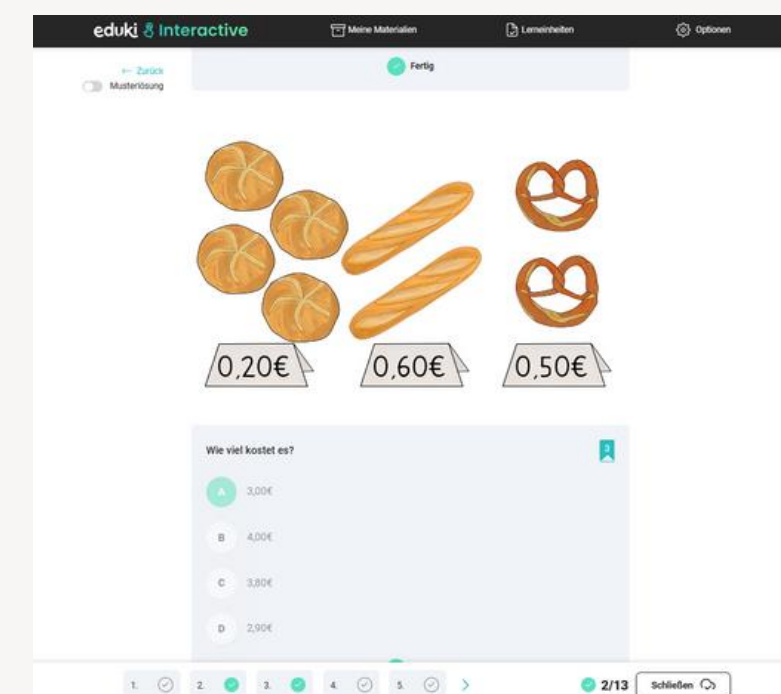 eduki Interactive
Meine Materialien
Lerneinheiten
Optionen
← Zurück
Musterlösung
Fertig
0,20€
0,60€
0,50€
Wie viel kostet es?
3
A 3,00€
B 4,00€
C 3,80€
D 2,90€
1.
2.
3.
4.
5.
>
2/13
Schließen